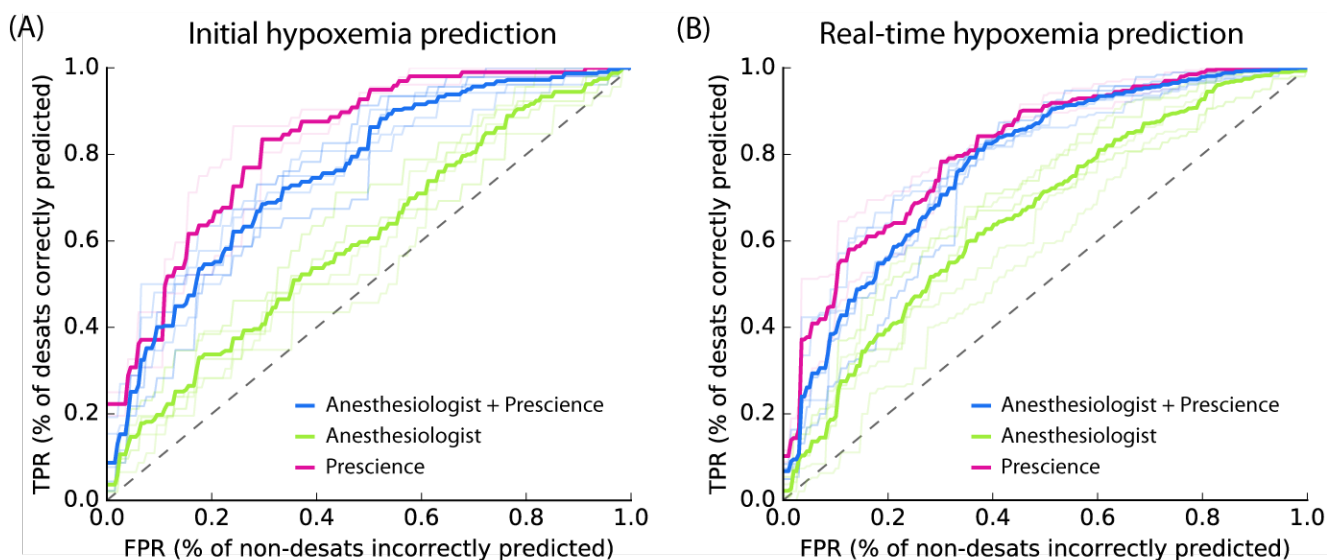 (A)
Initial hypoxemia prediction
1.0
0.8
0.6
0.4
0.2
0.0
TPR (% of desats correctly predicted)
Anesthesiologist + Prescience
Anesthesiologist
Prescience
0.0 0.2 0.4 0.6 0.8 1.0
FPR (% of non-desats incorrectly predicted)
(B)
Real-time hypoxemia prediction
1.0
0.8
0.6
0.4
0.2
0.0
TPR (% of desats correctly predicted)
Anesthesiologist + Prescience
Anesthesiologist
Prescience
0.0 0.2 0.4 0.6 0.8 1.0
FPR (% of non-desats incorrectly predicted)